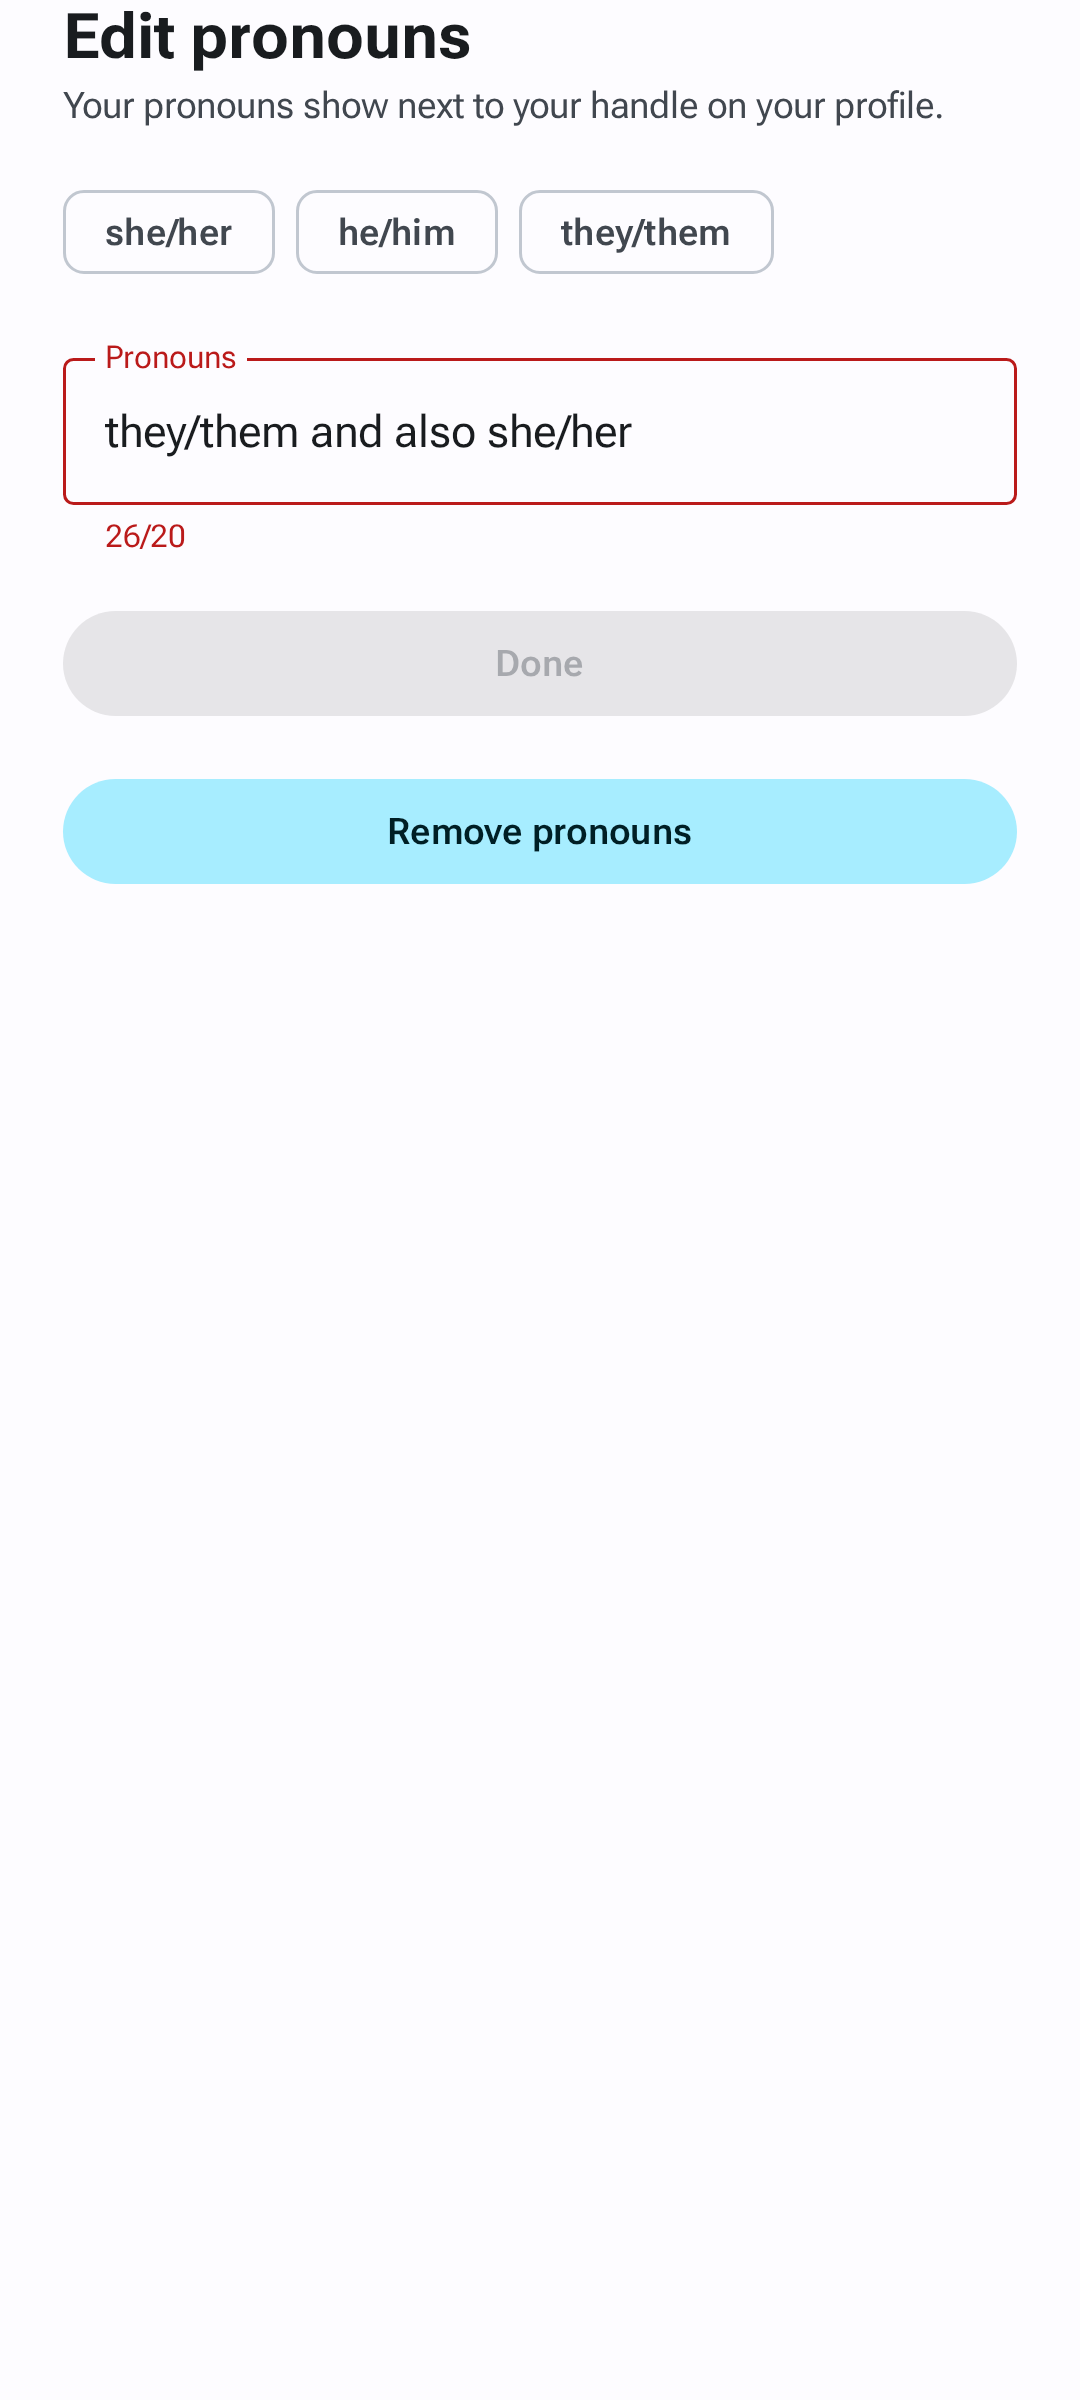 Edit pronouns
Your pronouns show next to your handle on your profile.
she/her he/him they/them
Pronouns
they/them and also she/her
26/20
Done
Remove pronouns